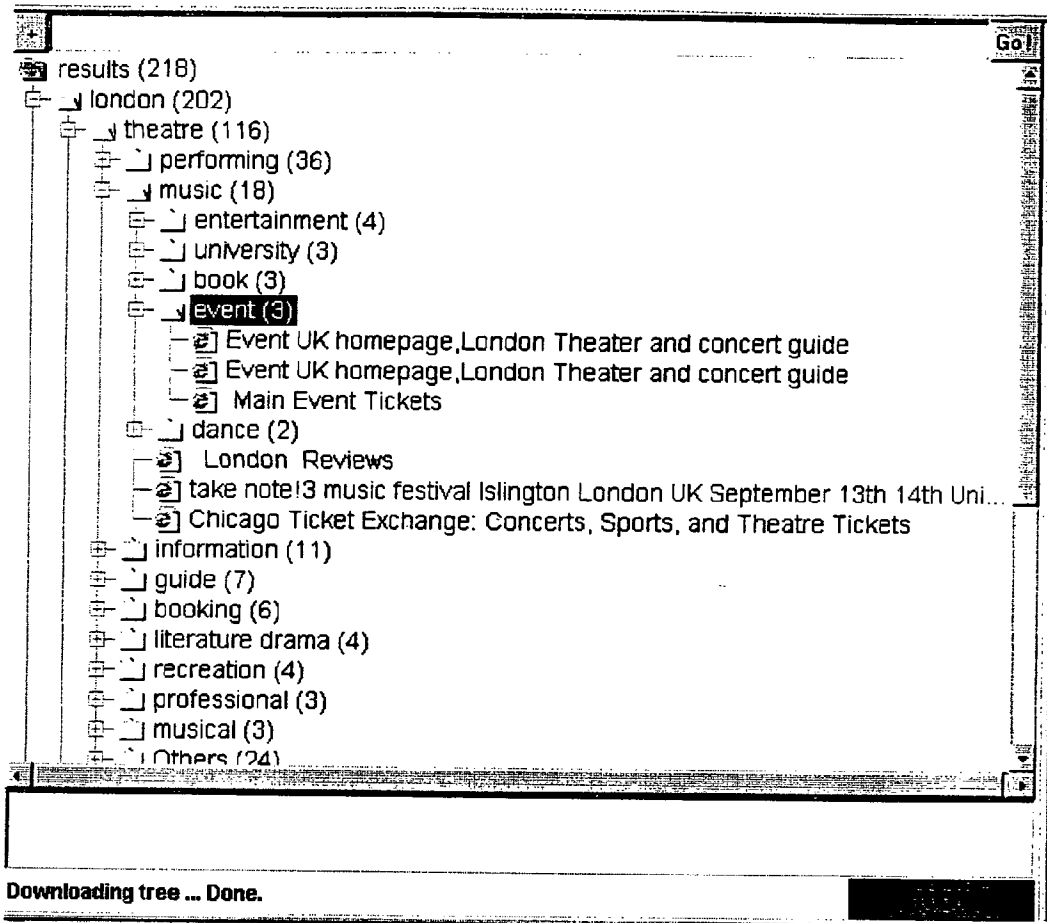 Go!
results (218)
london (202)
theatre (116)
performing (36)
music (18)
entertainment (4)
university (3)
book (3)
event (3)
Event UK homepage,London Theater and concert guide
Event UK homepage,London Theater and concert guide
Main Event Tickets
dance (2)
London Reviews
take note!3 music festival Islington London UK September 13th 14th Uni...
Chicago Ticket Exchange: Concerts, Sports, and Theatre Tickets
information (11)
guide (7)
booking (6)
literature drama (4)
recreation (4)
professional (3)
musical (3)
Others (24)
Downloading tree ... Done.